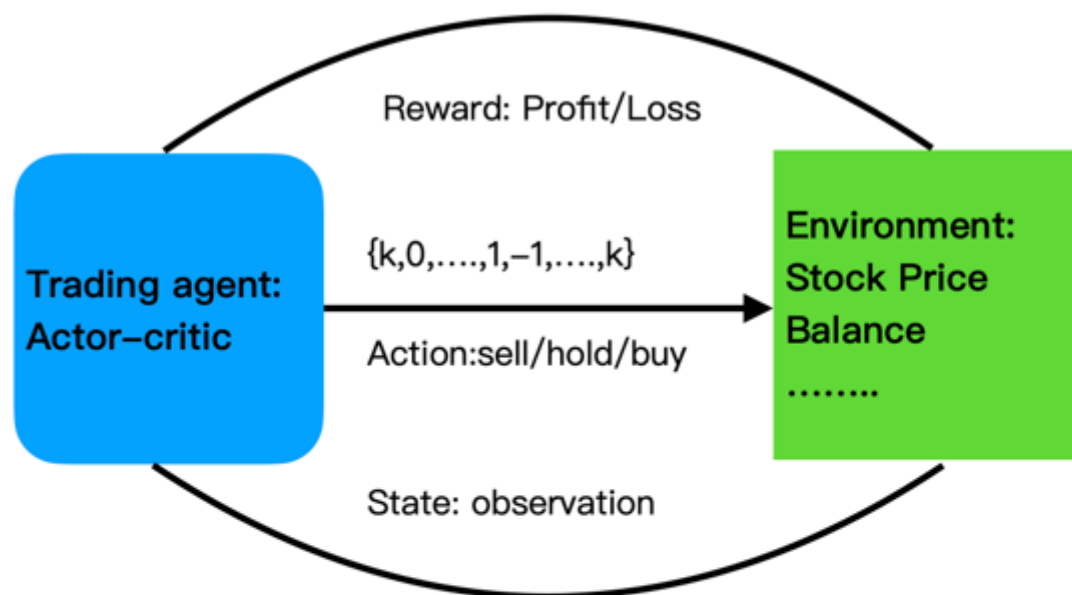 Reward: Profit/Loss
{k,0,....,1,–1,....,k}
Trading agent:
Actor–critic
Action:sell/hold/buy
Environment:
Stock Price
Balance
........
State: observation